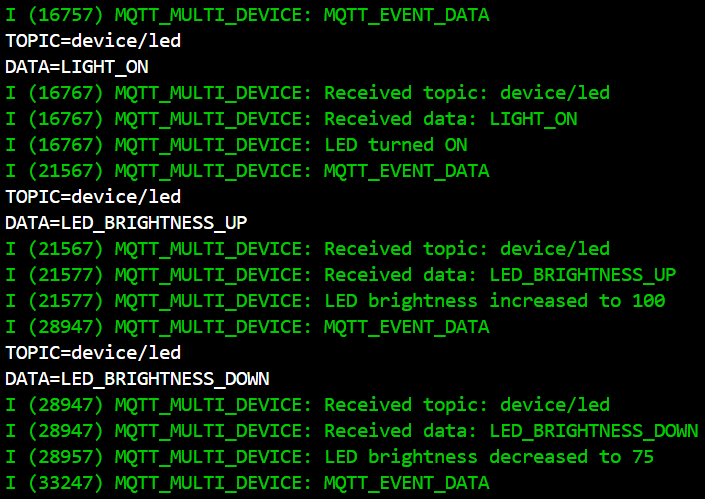 I (16757) MQTT_MULTI_DEVICE: MQTT_EVENT_DATA
TOPIC=device/led
DATA=LIGHT_ON
I (16767) MQTT_MULTI_DEVICE: Received topic: device/led
I (16767) MQTT_MULTI_DEVICE: Received data: LIGHT_ON
I (16767) MQTT_MULTI_DEVICE: LED turned ON
I (21567) MQTT_MULTI_DEVICE: MQTT_EVENT_DATA
TOPIC=device/led
DATA=LED_BRIGHTNESS_UP
I (21567) MQTT_MULTI_DEVICE: Received topic: device/led
I (21577) MQTT_MULTI_DEVICE: Received data: LED_BRIGHTNESS_UP
I (21577) MQTT_MULTI_DEVICE: LED brightness increased to 100
I (28947) MQTT_MULTI_DEVICE: MQTT_EVENT_DATA
TOPIC=device/led
DATA=LED_BRIGHTNESS_DOWN
I (28947) MQTT_MULTI_DEVICE: Received topic: device/led
I (28947) MQTT_MULTI_DEVICE: Received data: LED_BRIGHTNESS_DOWN
I (28957) MQTT_MULTI_DEVICE: LED brightness decreased to 75
I (33247) MQTT_MULTI_DEVICE: MQTT_EVENT_DATA